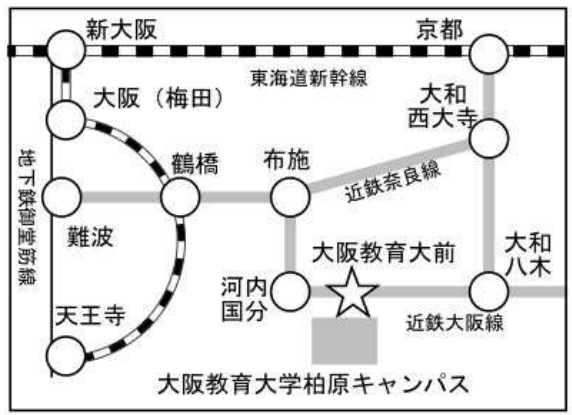 新大阪
京都
東海道新幹線
大阪（梅田）
大和
西大寺
鶴橋
布施
近鉄奈良線
地下鉄御堂筋線
難波
大阪教育大前
大和
八木
河内
国分
天王寺
近鉄大阪線
大阪教育大学柏原キャンパス